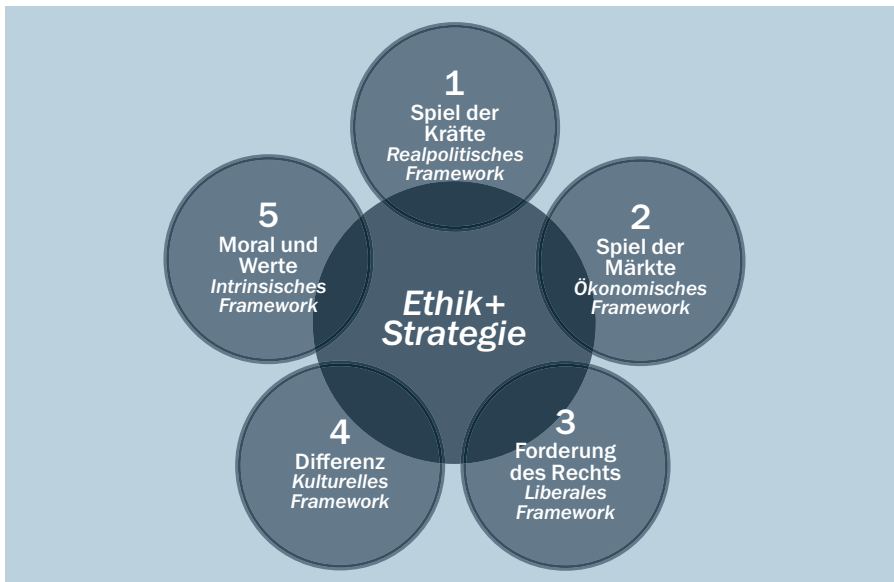 1
Spiel der
Kräfte
Realpolitisches
Framework
2
Spiel der
Märkte
Ökonomisches
Framework
3
Forderung
des Rechts
Liberales
Framework
4
Differenz
Kulturelles
Framework
5
Moral und
Werte
Intrinsisches
Framework
Ethik+
Strategie